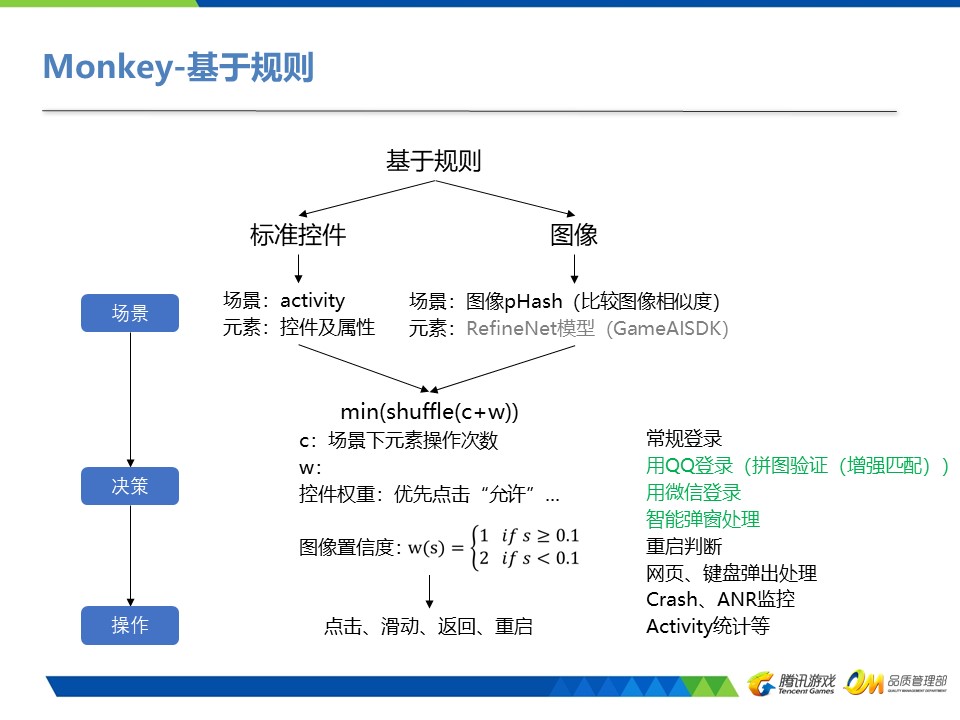 Monkey-基于规则
基于规则
标准控件
图像
场景：activity
元素：控件及属性
场景：图像pHash（比较图像相似度）
元素：RefineNet模型（GameAISDK）
场景
决策
操作
min(shuffle(c+w))
c：场景下元素操作次数
w：
控件权重：优先点击“允许”...
图像置信度：w(s) = {1 if s ≥ 0.1
2 if s < 0.1
点击、滑动、返回、重启
常规登录
用QQ登录（拼图验证（增强匹配））
用微信登录
智能弹窗处理
重启判断
网页、键盘弹出处理
Crash、ANR监控
Activity统计等
腾讯游戏
Tencent Games
QM
品质管理部
QUALITY MANAGEMENT DEPARTMENT